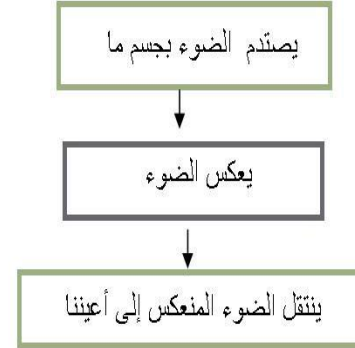 يصتدم الضوء بجسم ما
يعكس الضوء
ينتقل الضوء المنعكس إلى أعيننا